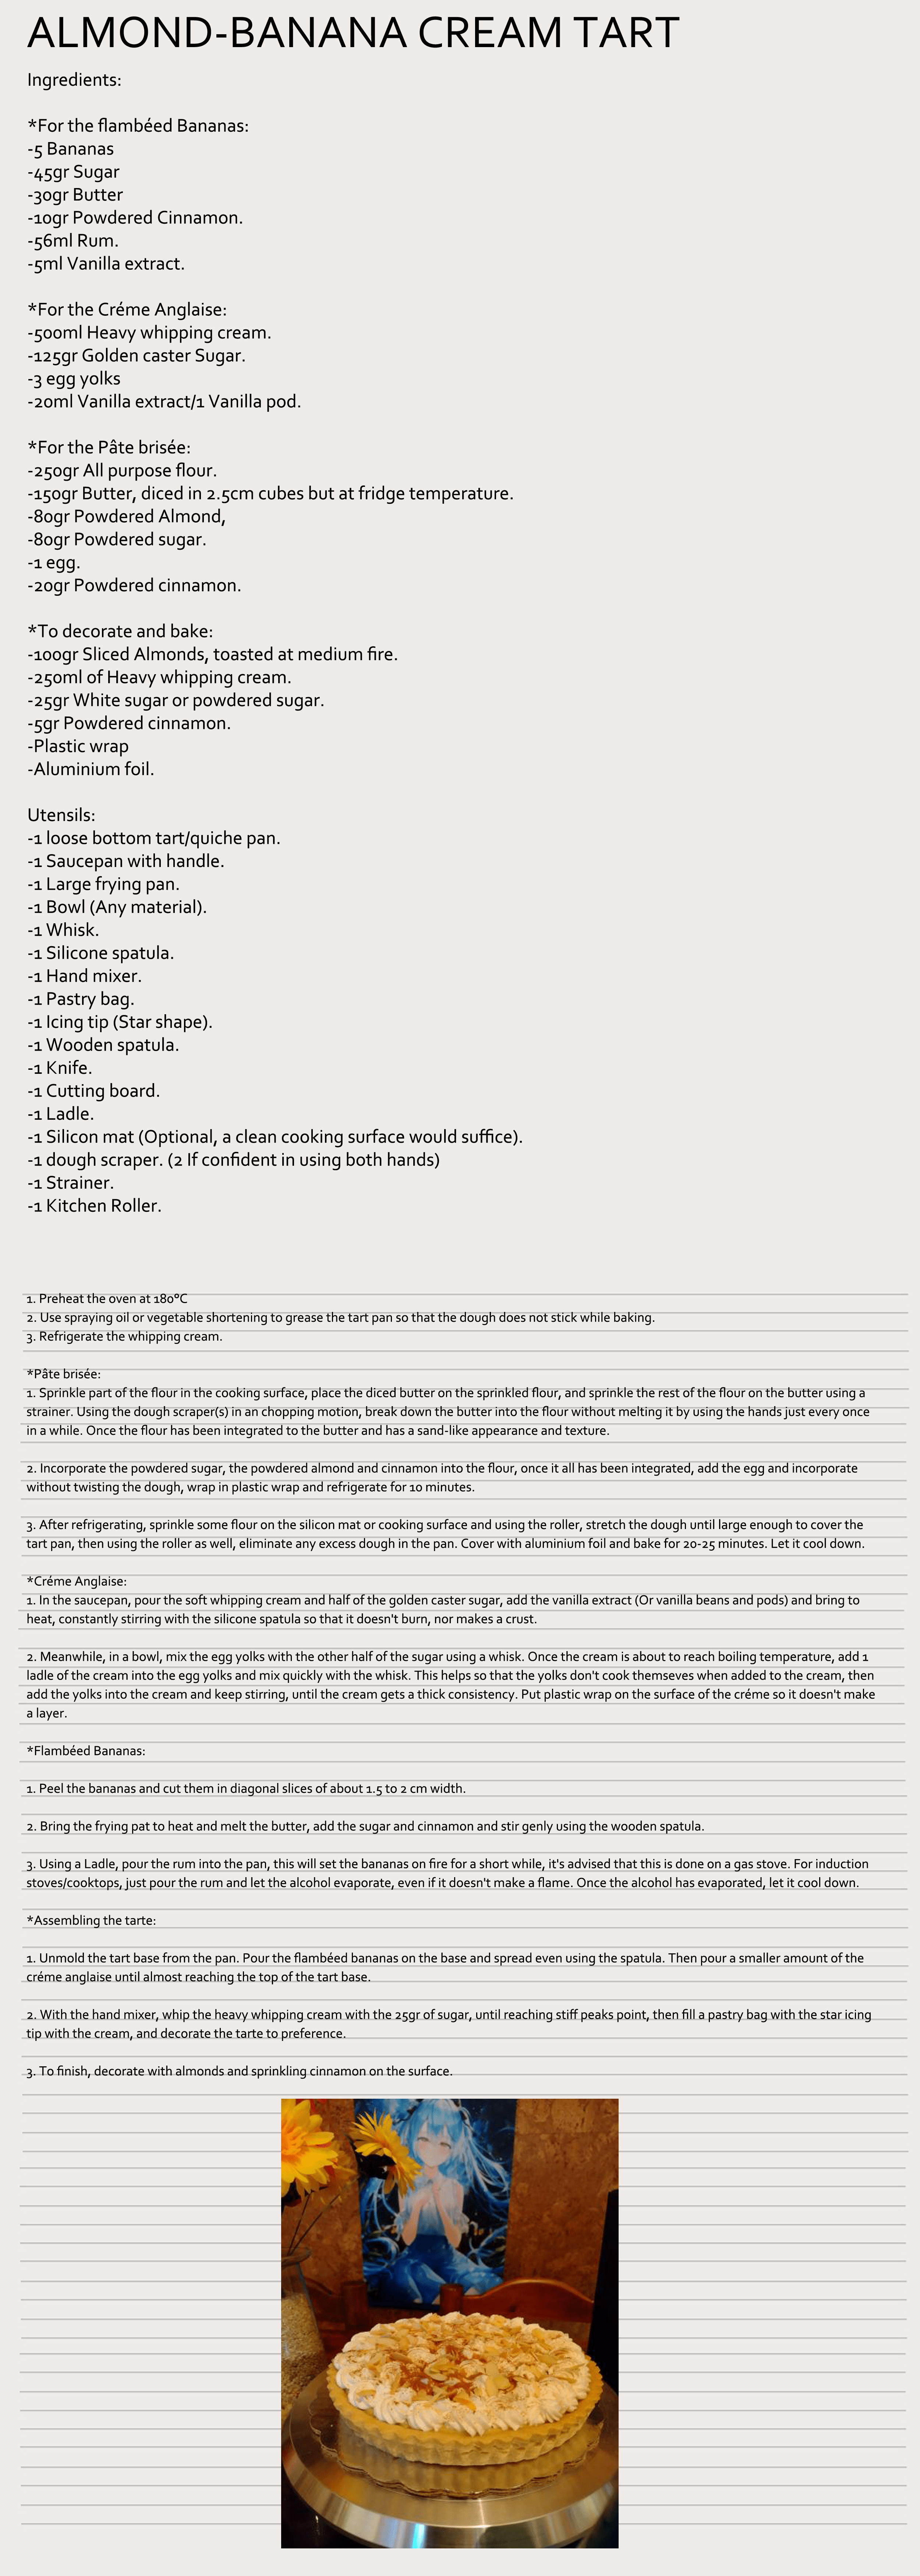 ALMOND-BANANA CREAM TART
Ingredients:
*For the flambéed Bananas:
-5 Bananas
-45gr Sugar
-30gr Butter
-10gr Powdered Cinnamon.
-56ml Rum.
-5ml Vanilla extract.
*For the Créme Anglaise:
-500ml Heavy whipping cream.
-125gr Golden caster Sugar.
-3 egg yolks
-20ml Vanilla extract/1 Vanilla pod.
*For the Pâte brisée:
-250gr All purpose flour.
-150gr Butter, diced in 2.5cm cubes but at fridge temperature.
-80gr Powdered Almond,
-80gr Powdered sugar.
-1 egg.
-20gr Powdered cinnamon.
*To decorate and bake:
-100gr Sliced Almonds, toasted at medium fire.
-250ml of Heavy whipping cream.
-25gr White sugar or powdered sugar.
-5gr Powdered cinnamon.
-Plastic wrap
-Aluminium foil.
Utensils:
-1 loose bottom tart/quiche pan.
-1 Saucepan with handle.
-1 Large frying pan.
-1 Bowl (Any material).
-1 Whisk.
-1 Silicone spatula.
-1 Hand mixer.
-1 Pastry bag.
-1 Icing tip (Star shape).
-1 Wooden spatula.
-1 Knife.
-1 Cutting board.
-1 Ladle.
-1 Silicon mat (Optional, a clean cooking surface would suffice).
-1 dough scraper. (2 If confident in using both hands)
-1 Strainer.
-1 Kitchen Roller.
1. Preheat the oven at 180°C
2. Use spraying oil or vegetable shortening to grease the tart pan so that the dough does not stick while baking.
3. Refrigerate the whipping cream.
*Pâte brisée:
1. Sprinkle part of the flour in the cooking surface, place the diced butter on the sprinkled flour, and sprinkle the rest of the flour on the butter using a
strainer. Using the dough scraper(s) in an chopping motion, break down the butter into the flour without melting it by using the hands just every once
in a while. Once the flour has been integrated to the butter and has a sand-like appearance and texture.
2. Incorporate the powdered sugar, the powdered almond and cinnamon into the flour, once it all has been integrated, add the egg and incorporate
without twisting the dough, wrap in plastic wrap and refrigerate for 10 minutes.
3. After refrigerating, sprinkle some flour on the silicon mat or cooking surface and using the roller, stretch the dough until large enough to cover the
tart pan, then using the roller as well, eliminate any excess dough in the pan. Cover with aluminium foil and bake for 20-25 minutes. Let it cool down.
*Créme Anglaise:
1. In the saucepan, pour the soft whipping cream and half of the golden caster sugar, add the vanilla extract (Or vanilla beans and pods) and bring to
heat, constantly stirring with the silicone spatula so that it doesn't burn, nor makes a crust.
2. Meanwhile, in a bowl, mix the egg yolks with the other half of the sugar using a whisk. Once the cream is about to reach boiling temperature, add 1
ladle of the cream into the egg yolks and mix quickly with the whisk. This helps so that the yolks don't cook themseves when added to the cream, then
add the yolks into the cream and keep stirring, until the cream gets a thick consistency. Put plastic wrap on the surface of the créme so it doesn't make
a layer.
*Flambéed Bananas:
1. Peel the bananas and cut them in diagonal slices of about 1.5 to 2 cm width.
2. Bring the frying pat to heat and melt the butter, add the sugar and cinnamon and stir genly using the wooden spatula.
3. Using a Ladle, pour the rum into the pan, this will set the bananas on fire for a short while, it's advised that this is done on a gas stove. For induction
stoves/cooktops, just pour the rum and let the alcohol evaporate, even if it doesn't make a flame. Once the alcohol has evaporated, let it cool down.
*Assembling the tarte:
1. Unmold the tart base from the pan. Pour the flambéed bananas on the base and spread even using the spatula. Then pour a smaller amount of the
créme anglaise until almost reaching the top of the tart base.
2. With the hand mixer, whip the heavy whipping cream with the 25gr of sugar, until reaching stiff peaks point, then fill a pastry bag with the star icing
tip with the cream, and decorate the tarte to preference.
3. To finish, decorate with almonds and sprinkling cinnamon on the surface.